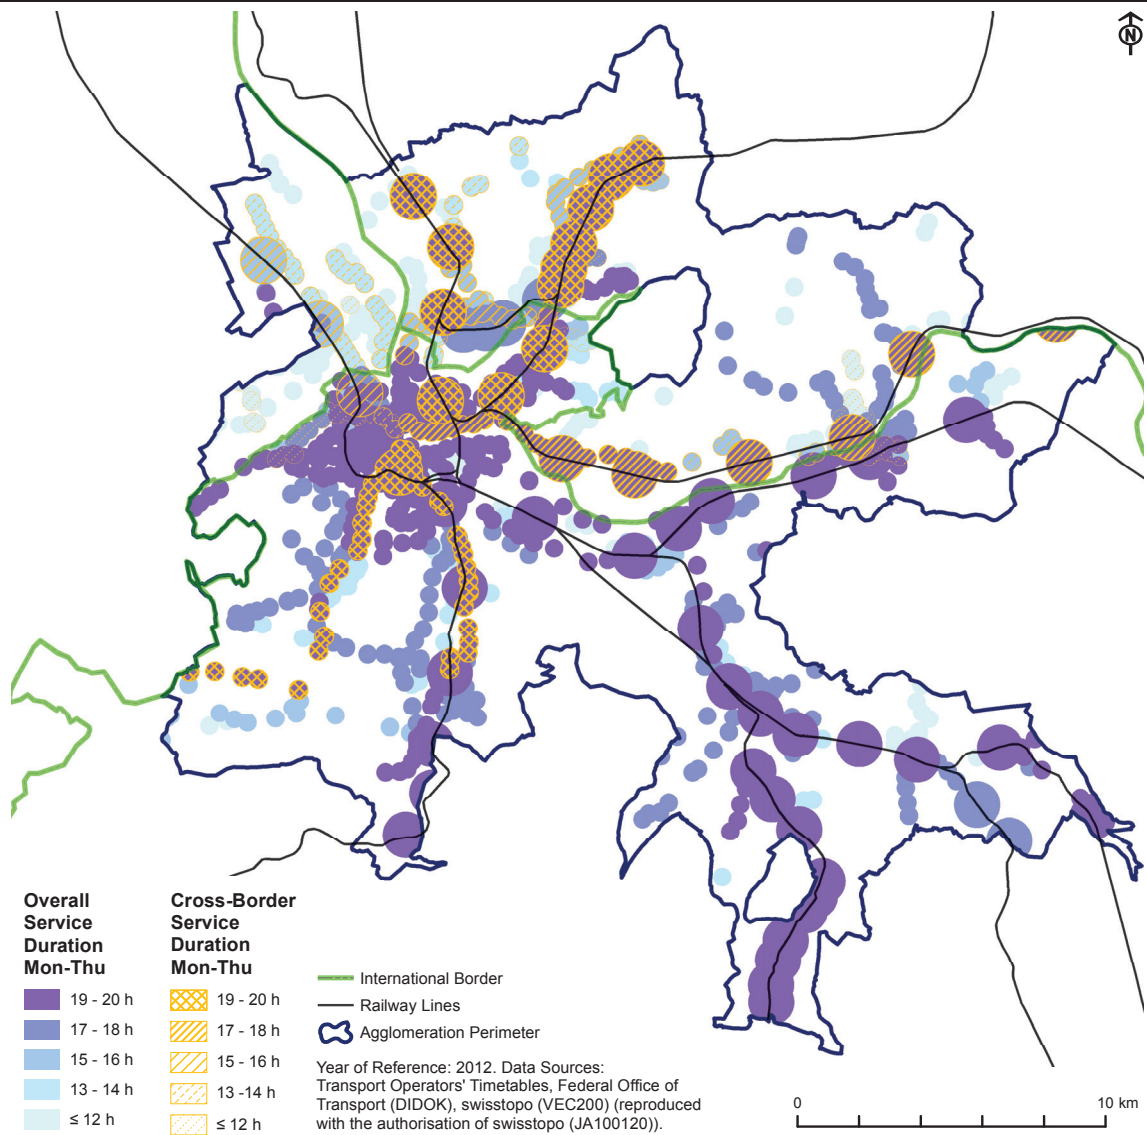 N
Overall
Service
Duration
Mon-Thu
19 - 20 h
17 - 18 h
15 - 16 h
13 - 14 h
≤ 12 h
Cross-Border
Service
Duration
Mon-Thu
19 - 20 h
17 - 18 h
15 - 16 h
13 -14 h
≤ 12 h
International Border
Railway Lines
Agglomeration Perimeter
Year of Reference: 2012. Data Sources:
Transport Operators' Timetables, Federal Office of
Transport (DIDOK), swisstopo (VEC200) (reproduced
with the authorisation of swisstopo (JA100120)).
0 10 km